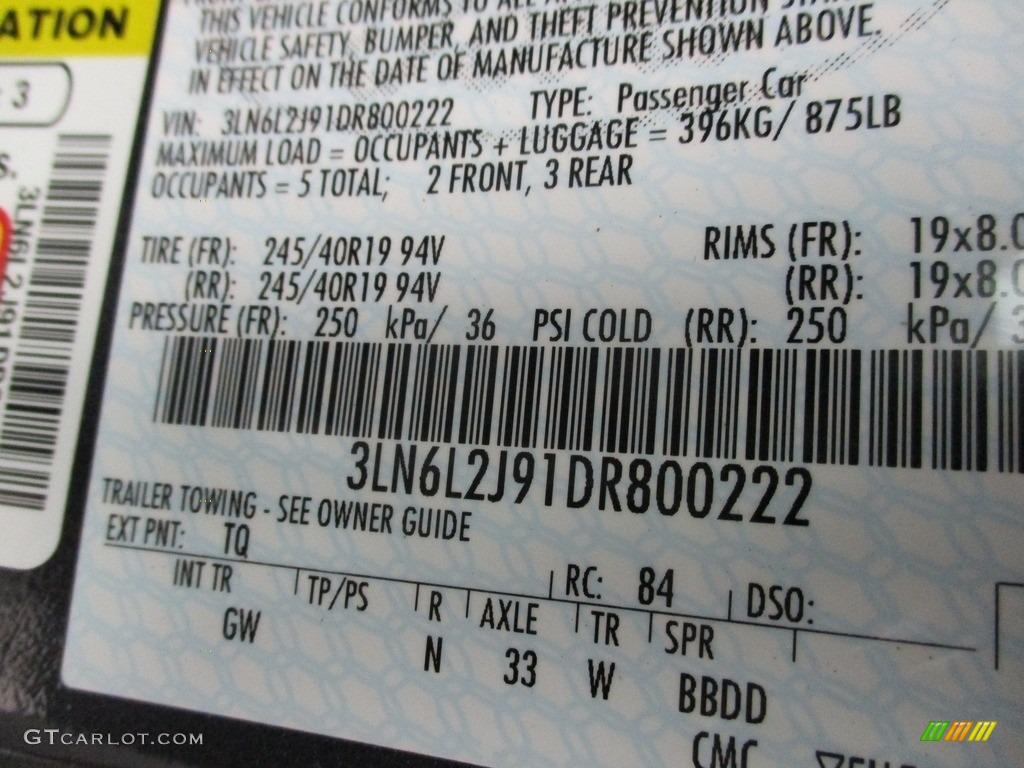 ATION
3
S.
3LN6L2J91DR8
THIS VEHICLE CONFORMS TO ALL
VEHICLE SAFETY, BUMPER, AND THEFT PREVENTION
IN EFFECT ON THE DATE OF MANUFACTURE SHOWN ABOVE.
VIN: 3LN6L2J91DR800222 TYPE: Passenger Car
MAXIMUM LOAD = OCCUPANTS + LUGGAGE = 396KG/ 875LB
OCCUPANTS = 5 TOTAL; 2 FRONT, 3 REAR
TIRE (FR): 245/40R19 94V RIMS (FR): 19x8.0
(RR): 245/40R19 94V (RR): 19x8.0
PRESSURE (FR): 250 kPa/ 36 PSI COLD (RR): 250 kPa/ 3
3LN6L2J91DR800222
TRAILER TOWING - SEE OWNER GUIDE
EXT PNT: TQ RC: 84 DSO:
INT TR TP/PS R AXLE TR SPR
GW N 33 W BBDD
CMC
GTCARLOT.COM